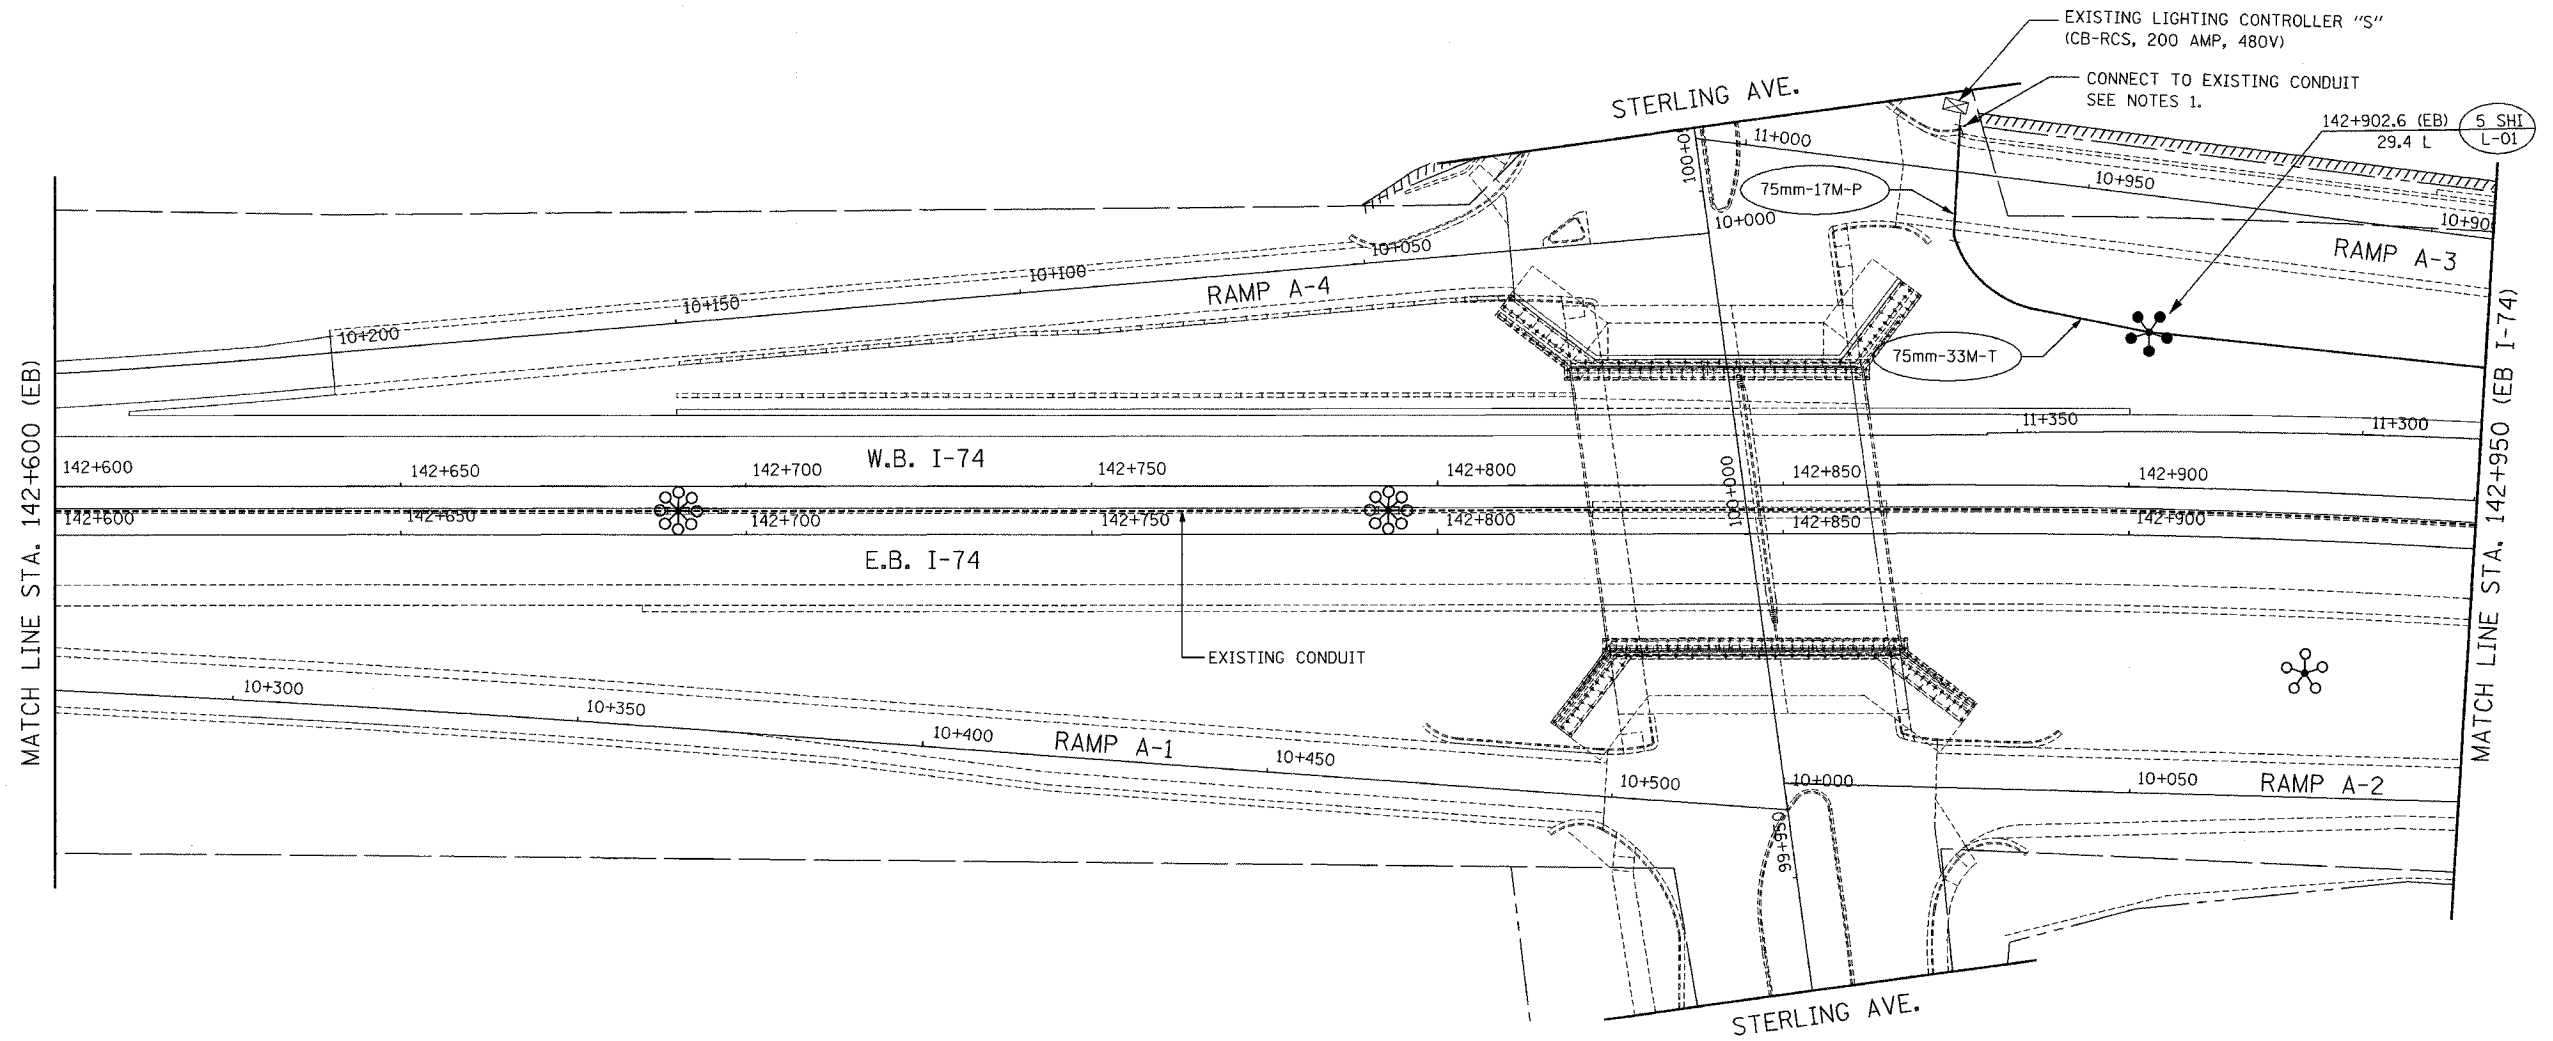 EXISTING LIGHTING CONTROLLER "S"
(CB-RCS, 200 AMP, 480V)
CONNECT TO EXISTING CONDUIT
SEE NOTES 1.
STERLING AVE.
142+902.6 (EB)
29.4 L
5 SHI
L-01
11+000
100+0
75mm-17M-P
10+950
10+000
10+90
RAMP A-3
10+050
10+100
RAMP A-4
10+150
10+200
75mm-33M-T
11+350
11+300
MATCH LINE STA. 142+600 (EB)
MATCH LINE STA. 142+950 (EB I-74)
W.B. I-74
142+600
142+650
142+700
142+750
142+800
142+850
142+900
100+000
142+600
142+650
142+700
142+750
142+800
142+850
142+900
E.B. I-74
EXISTING CONDUIT
10+300
10+350
10+400
RAMP A-1
10+450
10+500
10+000
10+050
RAMP A-2
99+950
STERLING AVE.